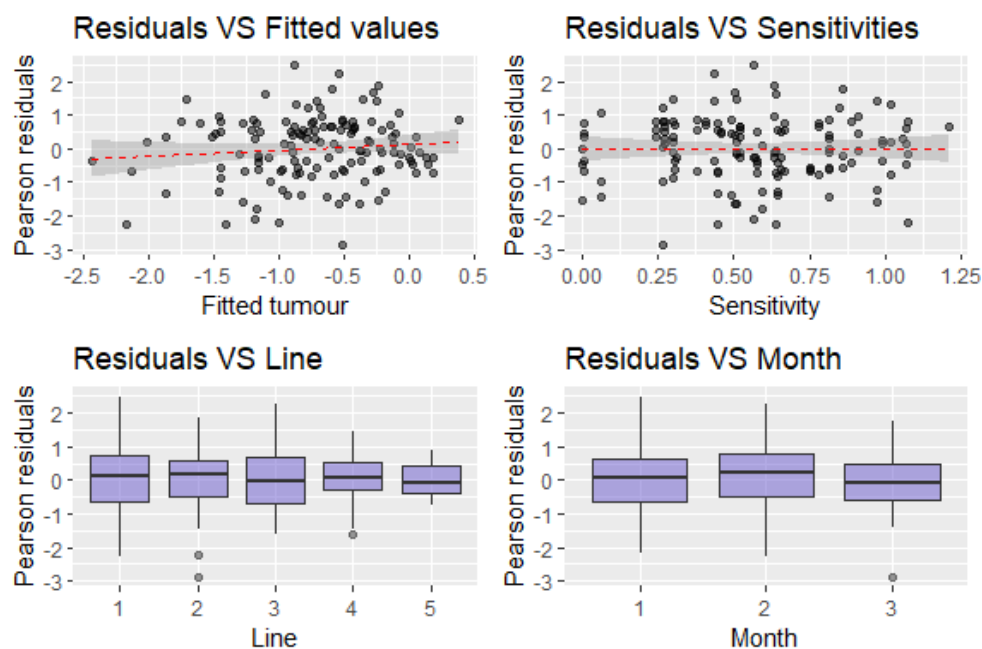 Residuals VS Fitted values
Pearson residuals
2
1
0
-1
-2
-3
-2.5 -2.0 -1.5 -1.0 -0.5 0.0 0.5
Fitted tumour
Residuals VS Sensitivities
Pearson residuals
2
1
0
-1
-2
-3
0.00 0.25 0.50 0.75 1.00 1.25
Sensitivity
Residuals VS Line
Pearson residuals
2
1
0
-1
-2
-3
1 2 3 4 5
Line
Residuals VS Month
Pearson residuals
2
1
0
-1
-2
-3
1 2 3
Month